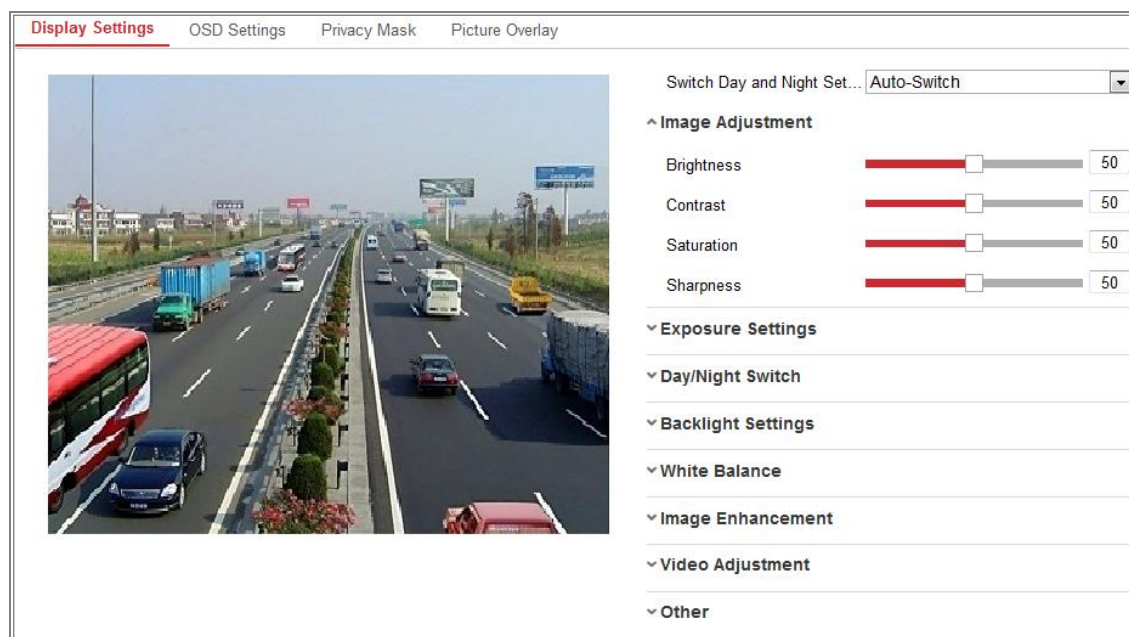 Display Settings OSD Settings Privacy Mask Picture Overlay
Switch Day and Night Set... Auto-Switch
Image Adjustment
Brightness 50
Contrast 50
Saturation 50
Sharpness 50
Exposure Settings
Day/Night Switch
Backlight Settings
White Balance
Image Enhancement
Video Adjustment
Other